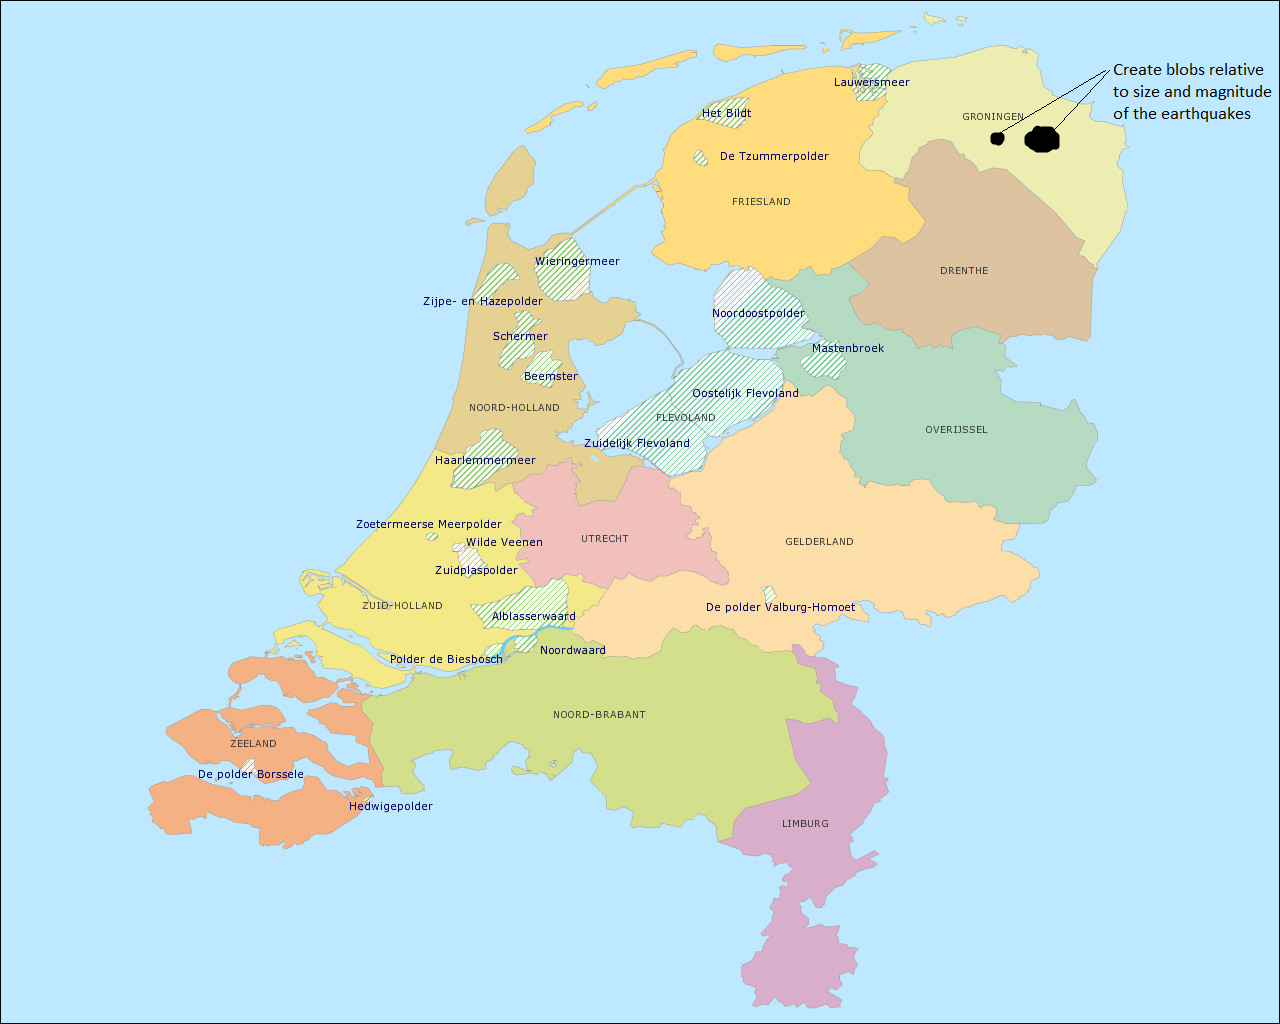 Create blobs relative
to size and magnitude
of the earthquakes
Lauwersmeer
Het Bildt
GRONINGEN
De Tzummerpolder
FRIESLAND
Wieringermeer
DRENTHE
Zijpe- en Hazepolder
Noordoostpolder
Schermer
Mastenbroek
Beemster
Oostelijk Flevoland
NOORD-HOLLAND
FLEVOLAND
OVERIJSSEL
Zuidelijk Flevoland
Haarlemmermeer
Zoetermeerse Meerpolder
Wilde Veenen
UTRECHT
GELDERLAND
Zuidplaspolder
ZUID-HOLLAND
De polder Valburg-Homoet
Alblasserwaard
Noordwaard
Polder de Biesbosch
NOORD-BRABANT
ZEELAND
De polder Borssele
Hedwigepolder
LIMBURG